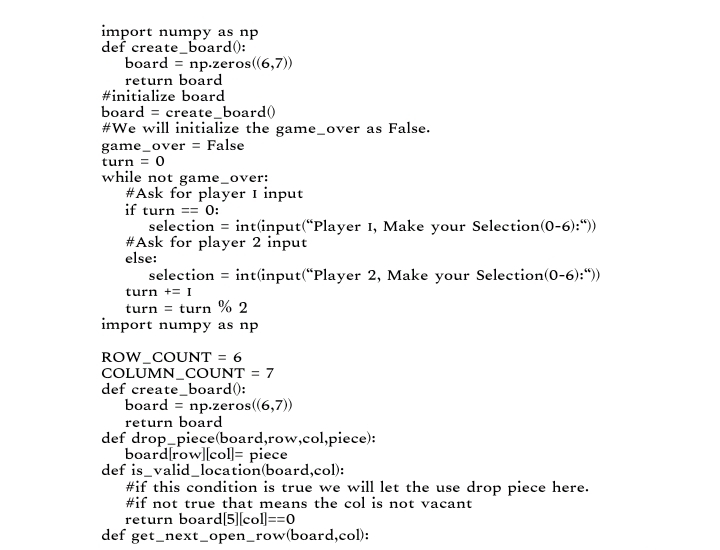 import numpy as np
def create_board():
    board = np.zeros((6,7))
    return board
#initialize board
board = create_board()
#We will initialize the game_over as False.
game_over = False
turn = 0
while not game_over:
    #Ask for player 1 input
    if turn == 0:
        selection = int(input(“Player 1, Make your Selection(0-6):“))
    #Ask for player 2 input
    else:
        selection = int(input(“Player 2, Make your Selection(0-6):“))
    turn += 1
    turn = turn % 2
import numpy as np

ROW_COUNT = 6
COLUMN_COUNT = 7
def create_board():
    board = np.zeros((6,7))
    return board
def drop_piece(board,row,col,piece):
    board[row][col]= piece
def is_valid_location(board,col):
    #if this condition is true we will let the use drop piece here.
    #if not true that means the col is not vacant
    return board[5][col]==0
def get_next_open_row(board,col):